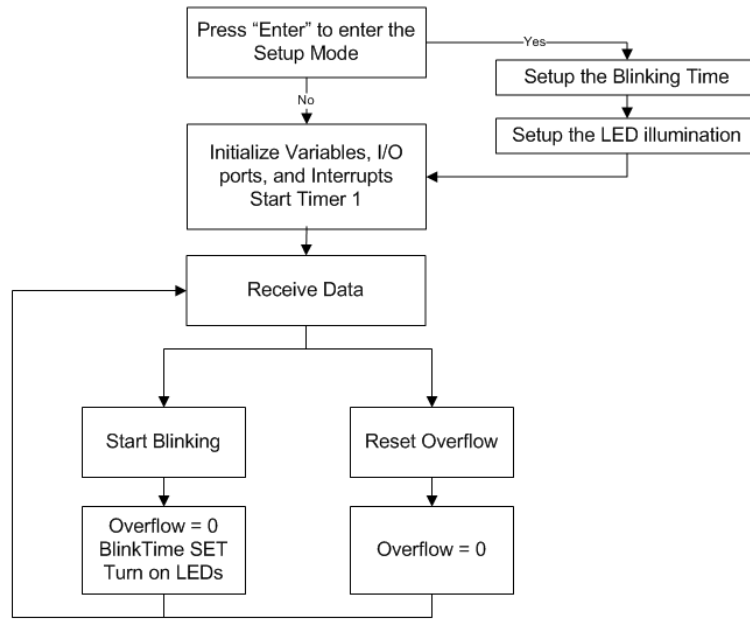 Press “Enter” to enter the
Setup Mode
Yes
Setup the Blinking Time
No
Setup the LED illumination
Initialize Variables, I/O
ports, and Interrupts
Start Timer 1
Receive Data
Start Blinking
Reset Overflow
Overflow = 0
BlinkTime SET
Turn on LEDs
Overflow = 0